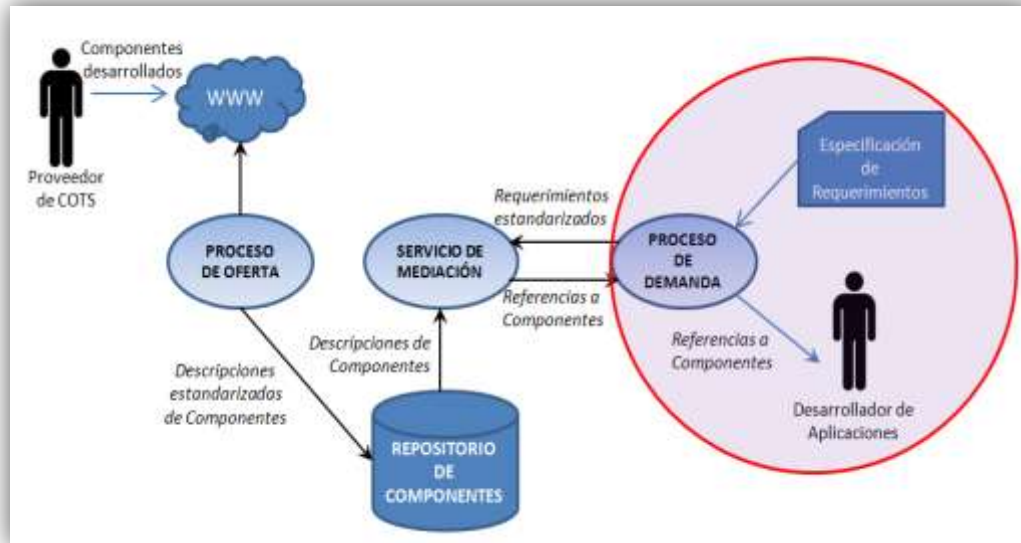 Componentes
desarrollados
WWW
Proveedor
de COTS
Especificación
de
Requerimientos
Requerimientos
estandarizados
PROCESO
DE OFERTA
SERVICIO DE
MEDIACIÓN
PROCESO
DE
DEMANDA
Referencias a
Componentes
Descripciones de
Componentes
Referencias a
Componentes
Descripciones
estandarizadas
de Componentes
Desarrollador de
Aplicaciones
REPOSITORIO
DE
COMPONENTES